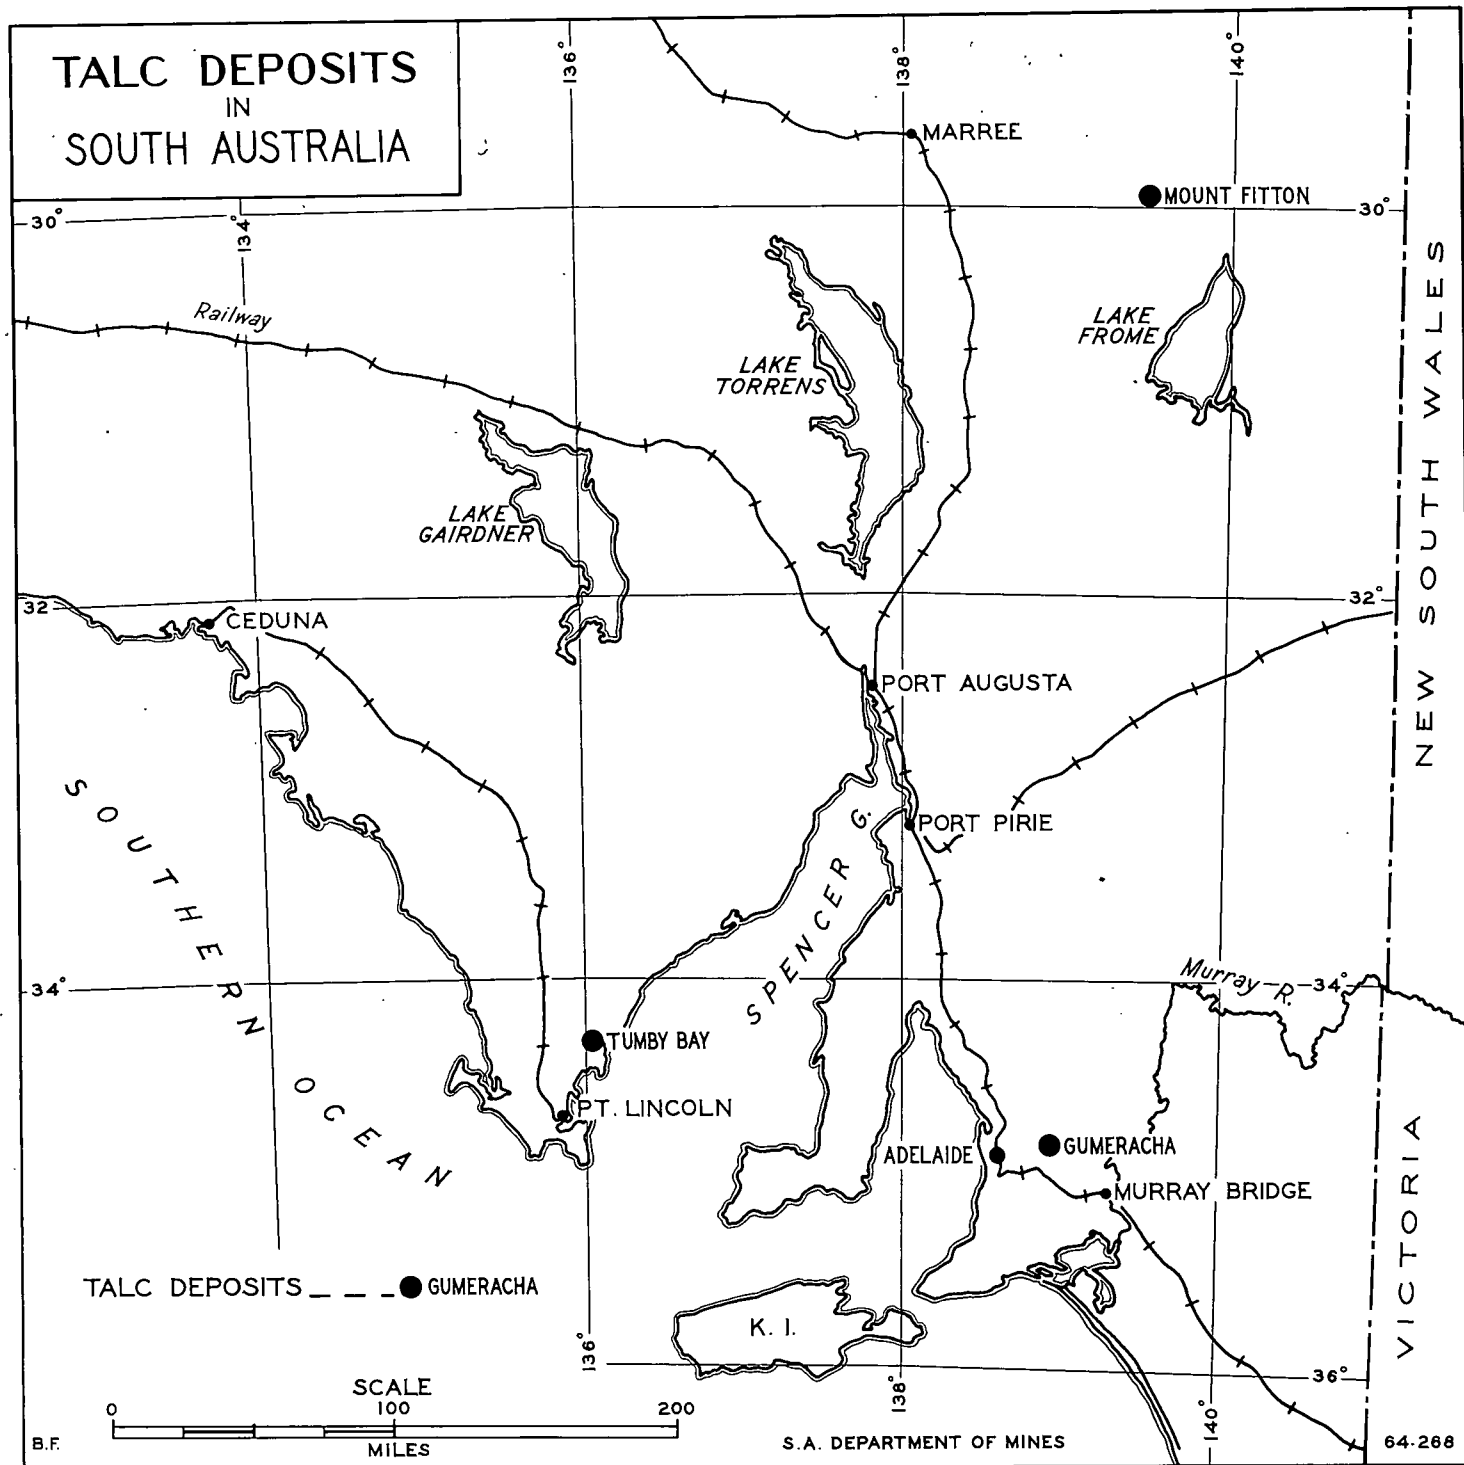 TALC DEPOSITS
IN
SOUTH AUSTRALIA
136°
138°
140°
MARREE
MOUNT FITTON
30°
134°
30°
Railway
LAKE
FROME
LAKE
TORRENS
LAKE
GAIRDNER
NEW SOUTH WALES
32
32°
CEDUNA
PORT AUGUSTA
PORT PIRIE
SPENCER G.
SOUTHERN OCEAN
34°
Murray R.
34°
TUMBY BAY
PT. LINCOLN
ADELAIDE
GUMERACHA
MURRAY BRIDGE
VICTORIA
TALC DEPOSITS _ _ _ GUMERACHA
K. I.
136°
138°
140°
36°
SCALE
0 100 200
MILES
B.F.
S.A. DEPARTMENT OF MINES
64-268